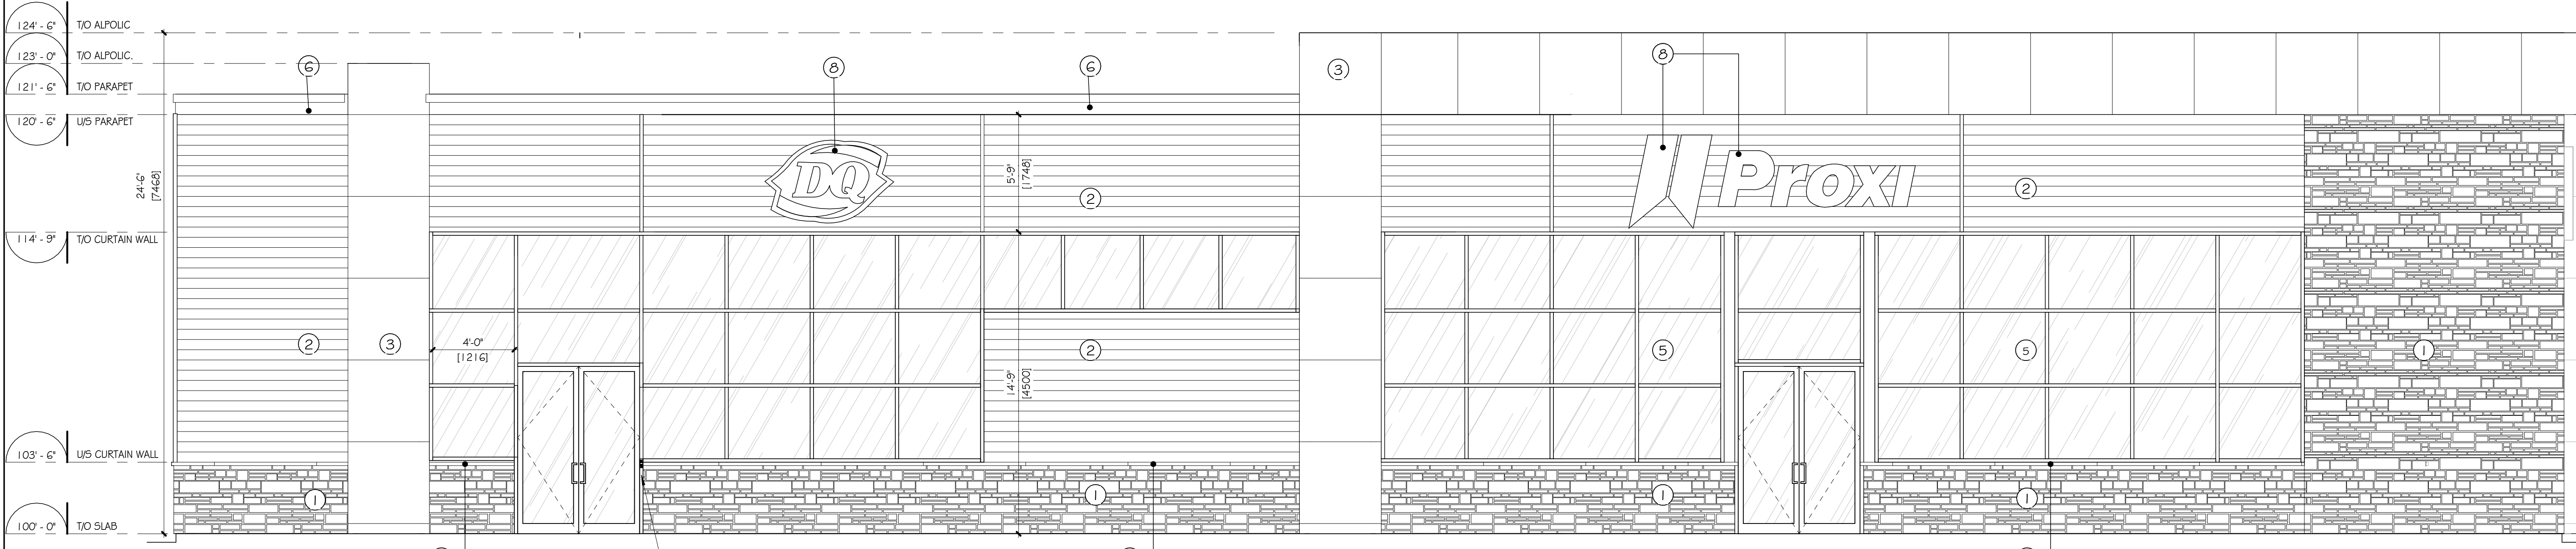 124' - 6" T/O ALPOLIC
123' - 0" T/O ALPOLIC.
121' - 6" T/O PARAPET
120' - 6" U/S PARAPET
114' - 9" T/O CURTAIN WALL
103' - 6" U/S CURTAIN WALL
100' - 0" T/O SLAB
24'-6"
[7468]
6
8
6
3
8
DQ
5'-9"
[1748]
2
Proxi
2
2
3
4'-0"
[1216]
2
14'-9"
[4500]
5
5
1
1
1
1
1